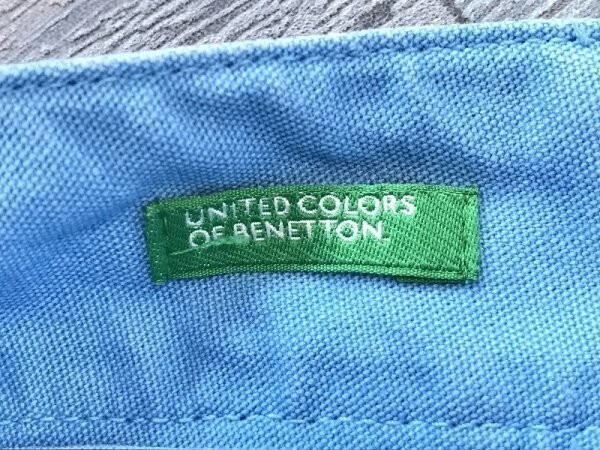 UNITED COLORS
OF BENETTON.